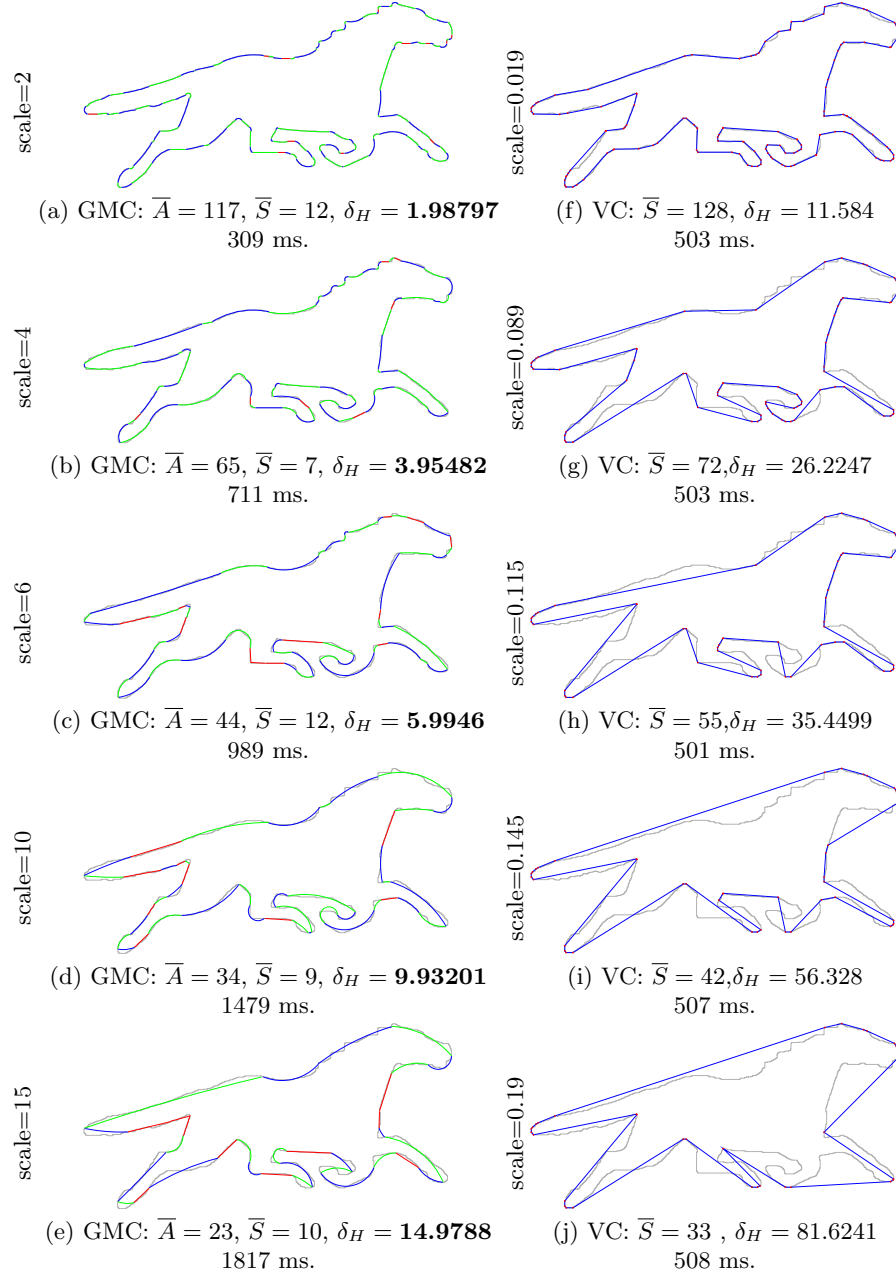 scale=2
(a) GMC: A̅ = 117, S̅ = 12, δ_H = 1.98797
309 ms.
scale=0.019
(f) VC: S̅ = 128, δ_H = 11.584
503 ms.
scale=4
(b) GMC: A̅ = 65, S̅ = 7, δ_H = 3.95482
711 ms.
scale=0.089
(g) VC: S̅ = 72,δ_H = 26.2247
503 ms.
scale=6
(c) GMC: A̅ = 44, S̅ = 12, δ_H = 5.9946
989 ms.
scale=0.115
(h) VC: S̅ = 55,δ_H = 35.4499
501 ms.
scale=10
(d) GMC: A̅ = 34, S̅ = 9, δ_H = 9.93201
1479 ms.
scale=0.145
(i) VC: S̅ = 42,δ_H = 56.328
507 ms.
scale=15
(e) GMC: A̅ = 23, S̅ = 10, δ_H = 14.9788
1817 ms.
scale=0.19
(j) VC: S̅ = 33 , δ_H = 81.6241
508 ms.